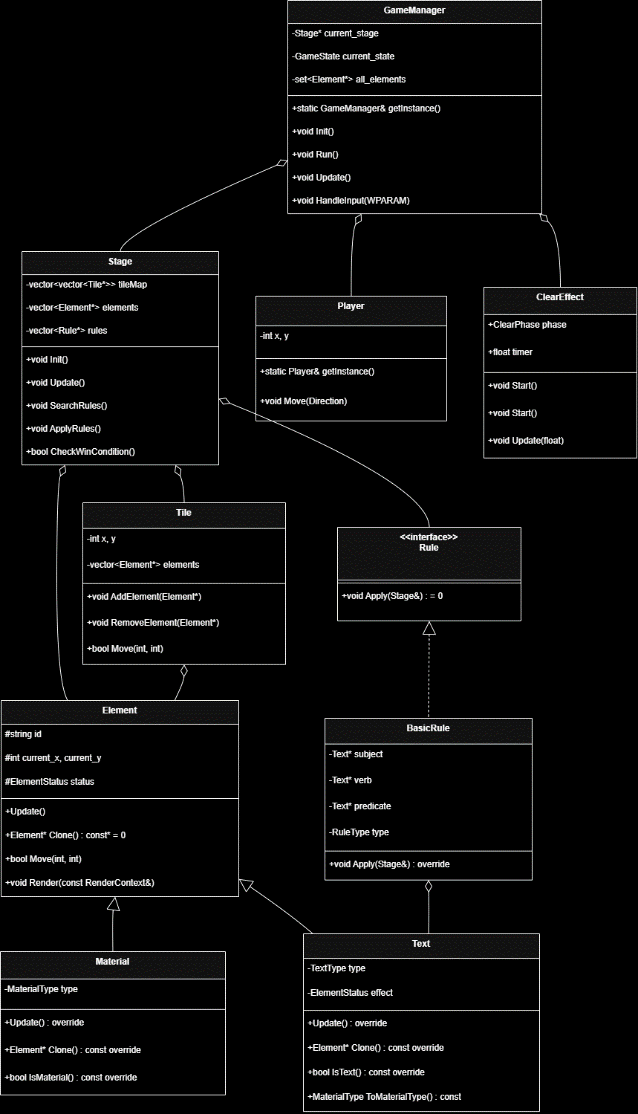 GameManager
-Stage* current_stage
-GameState current_state
-set<Element*> all_elements
+static GameManager& getInstance()
+void Init()
+void Run()
+void Update()
+void HandleInput(WPARAM)
Stage
-vector<vector<Tile*>> tileMap
-vector<Element*> elements
-vector<Rule*> rules
+void Init()
+void Update()
+void SearchRules()
+void ApplyRules()
+bool CheckWinCondition()
Player
-int x, y
+static Player& getInstance()
+void Move(Direction)
ClearEffect
+ClearPhase phase
+float timer
+void Start()
+void Start()
+void Update(float)
Tile
-int x, y
-vector<Element*> elements
+void AddElement(Element*)
+void RemoveElement(Element*)
+bool Move(int, int)
<<interface>>
Rule
+void Apply(Stage&) : = 0
Element
#string id
#int current_x, current_y
#ElementStatus status
+Update()
+Element* Clone() : const* = 0
+bool Move(int, int)
+void Render(const RenderContext&)
BasicRule
-Text* subject
-Text* verb
-Text* predicate
-RuleType type
+void Apply(Stage&) : override
Material
-MaterialType type
+Update() : override
+Element* Clone() : const override
+bool IsMaterial() : const override
Text
-TextType type
-ElementStatus effect
+Update() : override
+Element* Clone() : const override
+bool IsText() : const override
+MaterialType ToMaterialType() : const